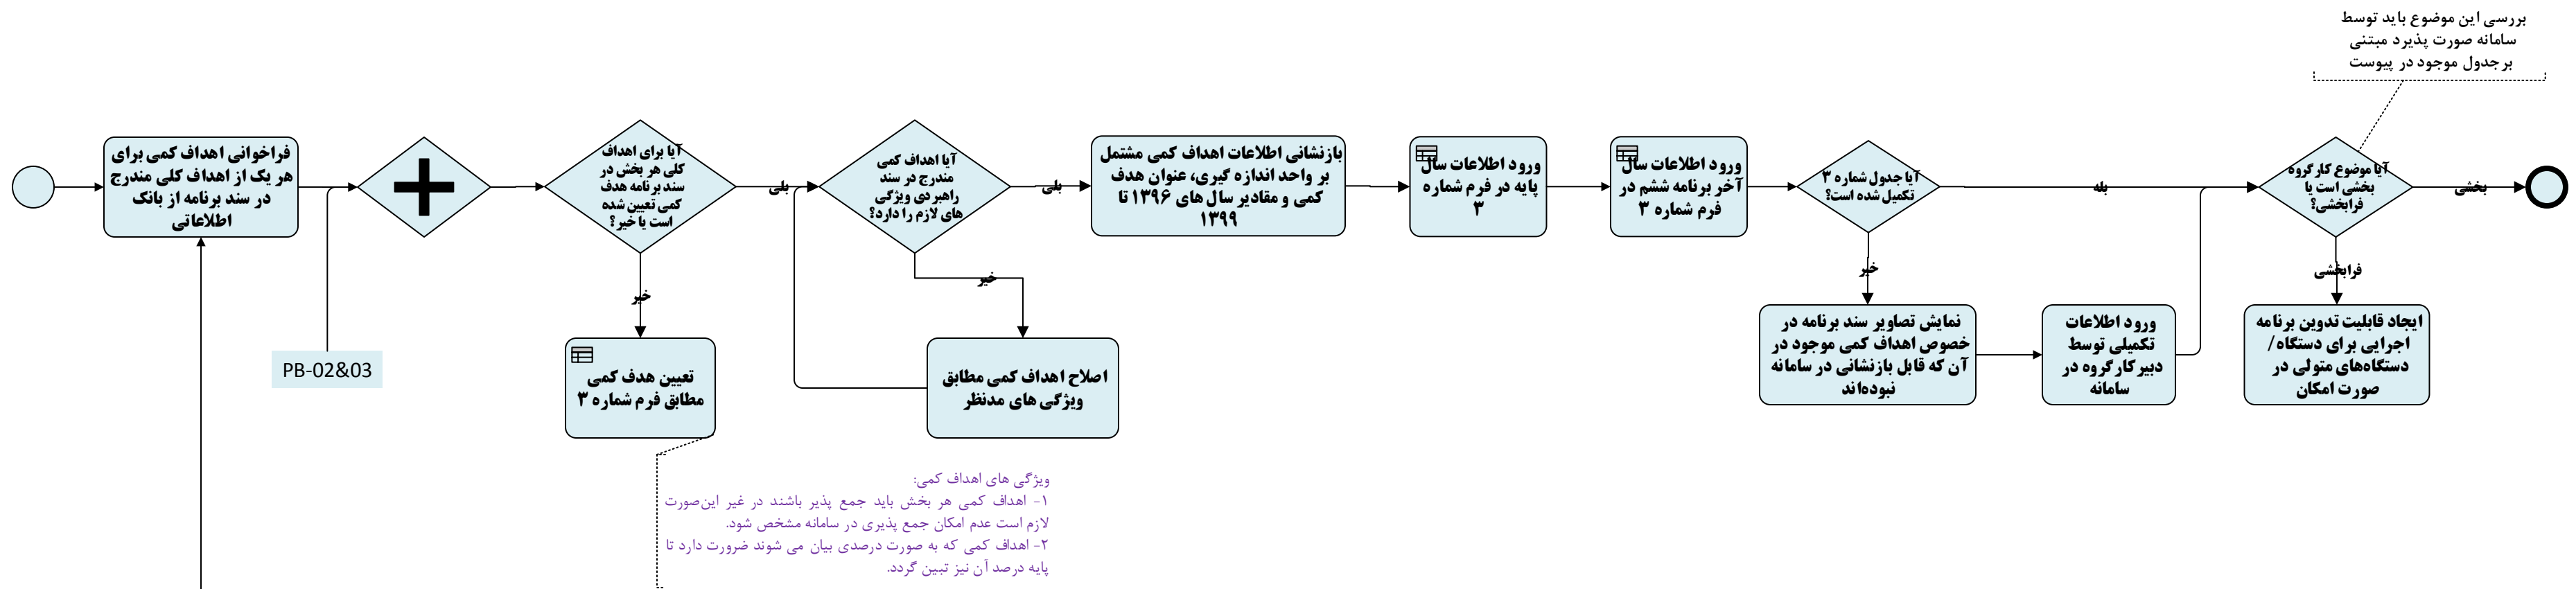 بررسی این موضوع باید توسط
سامانه صورت پذیرد مبتنی
بر جدول موجود در پیوست
فراخوانی اهداف کمی برای
هر یک از اهداف کلی مندرج
در سند برنامه از بانک
اطلاعاتی
PB-02&03
آیا برای اهداف
کلی هر بخش در
سند برنامه هدف
کمی تعیین شده
است یا خیر؟
بلی
خیر
تعیین هدف کمی
مطابق فرم شماره ۳
آیا اهداف کمی
مندرج در سند
راهبردی ویژگی
های لازم را دارد؟
بلی
خیر
اصلاح اهداف کمی مطابق
ویژگی های مدنظر
بازنشانی اطلاعات اهداف کمی مشتمل
بر واحد اندازه گیری، عنوان هدف
کمی و مقادیر سال های ۱۳۹۶ تا
۱۳۹۹
ورود اطلاعات سال
پایه در فرم شماره
۳
ورود اطلاعات سال
آخر برنامه ششم در
فرم شماره ۳
آیا جدول شماره ۳
تکمیل شده است؟
بله
خیر
نمایش تصاویر سند برنامه در
خصوص اهداف کمی موجود در
آن که قابل بازنشانی در سامانه
نبوده‌اند
ورود اطلاعات
تکمیلی توسط
دبیرکارگروه در
سامانه
آیا موضوع کارگروه
بخشی است یا
فرابخشی؟
بخشی
فرابخشی
ایجاد قابلیت تدوین برنامه
اجرایی برای دستگاه/
دستگاه‌های متولی در
صورت امکان
ویژگی های اهداف کمی:
۱- اهداف کمی هر بخش باید جمع پذیر باشند در غیر این‌صورت
لازم است عدم امکان جمع پذیری در سامانه مشخص شود.
۲- اهداف کمی که به صورت درصدی بیان می شوند ضرورت دارد تا
پایه درصد آن نیز تبین گردد.